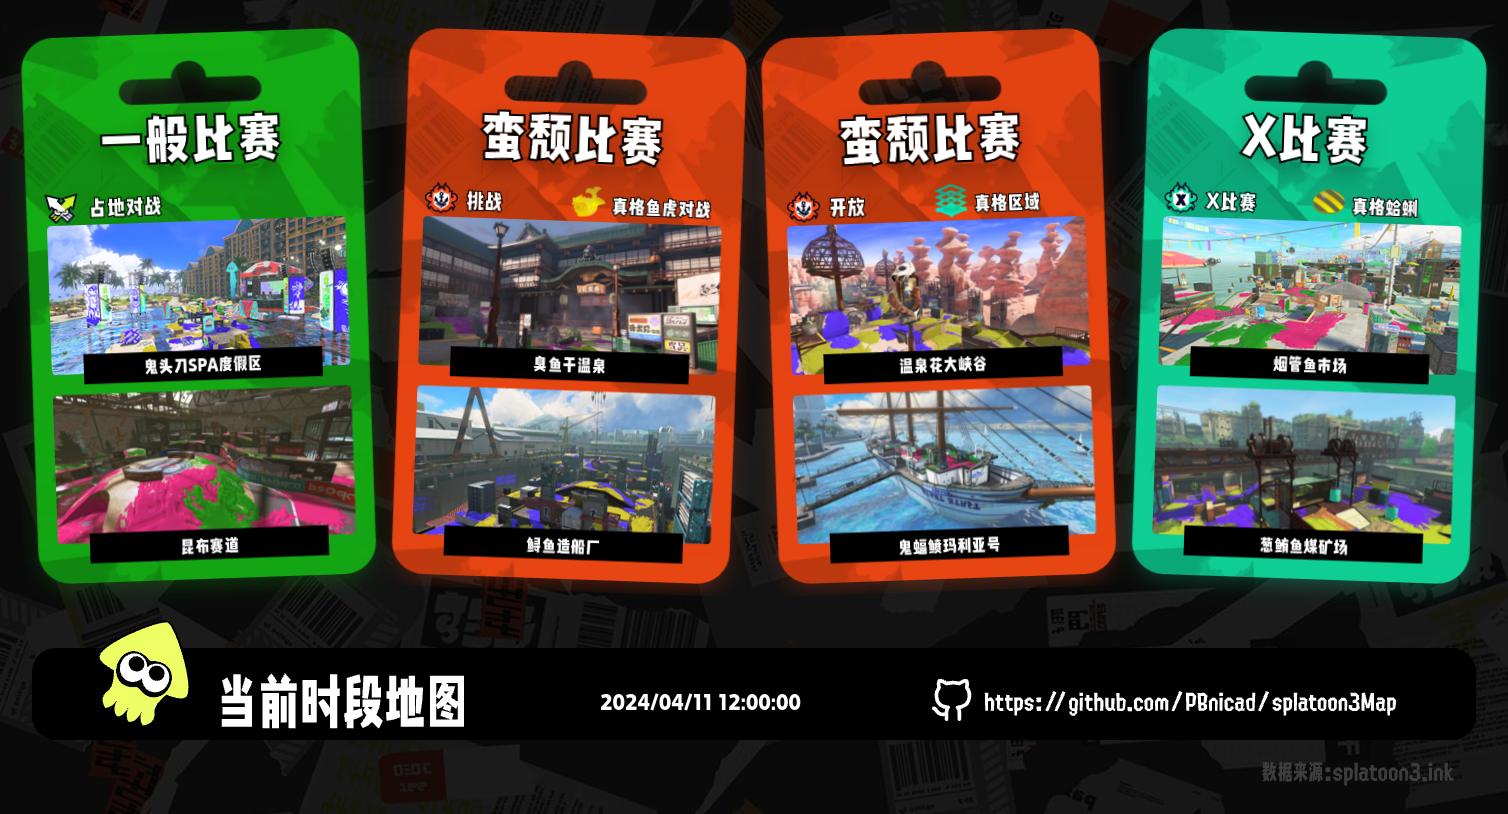 一般比赛
占地对战
鬼头刀SPA度假区
昆布赛道
蛮颓比赛
挑战
真格鱼虎对战
臭鱼干温泉
鲟鱼造船厂
蛮颓比赛
开放
真格区域
温泉花大峡谷
鬼蝠鲼玛利亚号
X比赛
X比赛
真格蛤蜊
烟管鱼市场
葱鲔鱼煤矿场
当前时段地图
2024/04/11 12:00:00
https://github.com/PBnicad/splatoon3Map
数据来源:splatoon3.ink